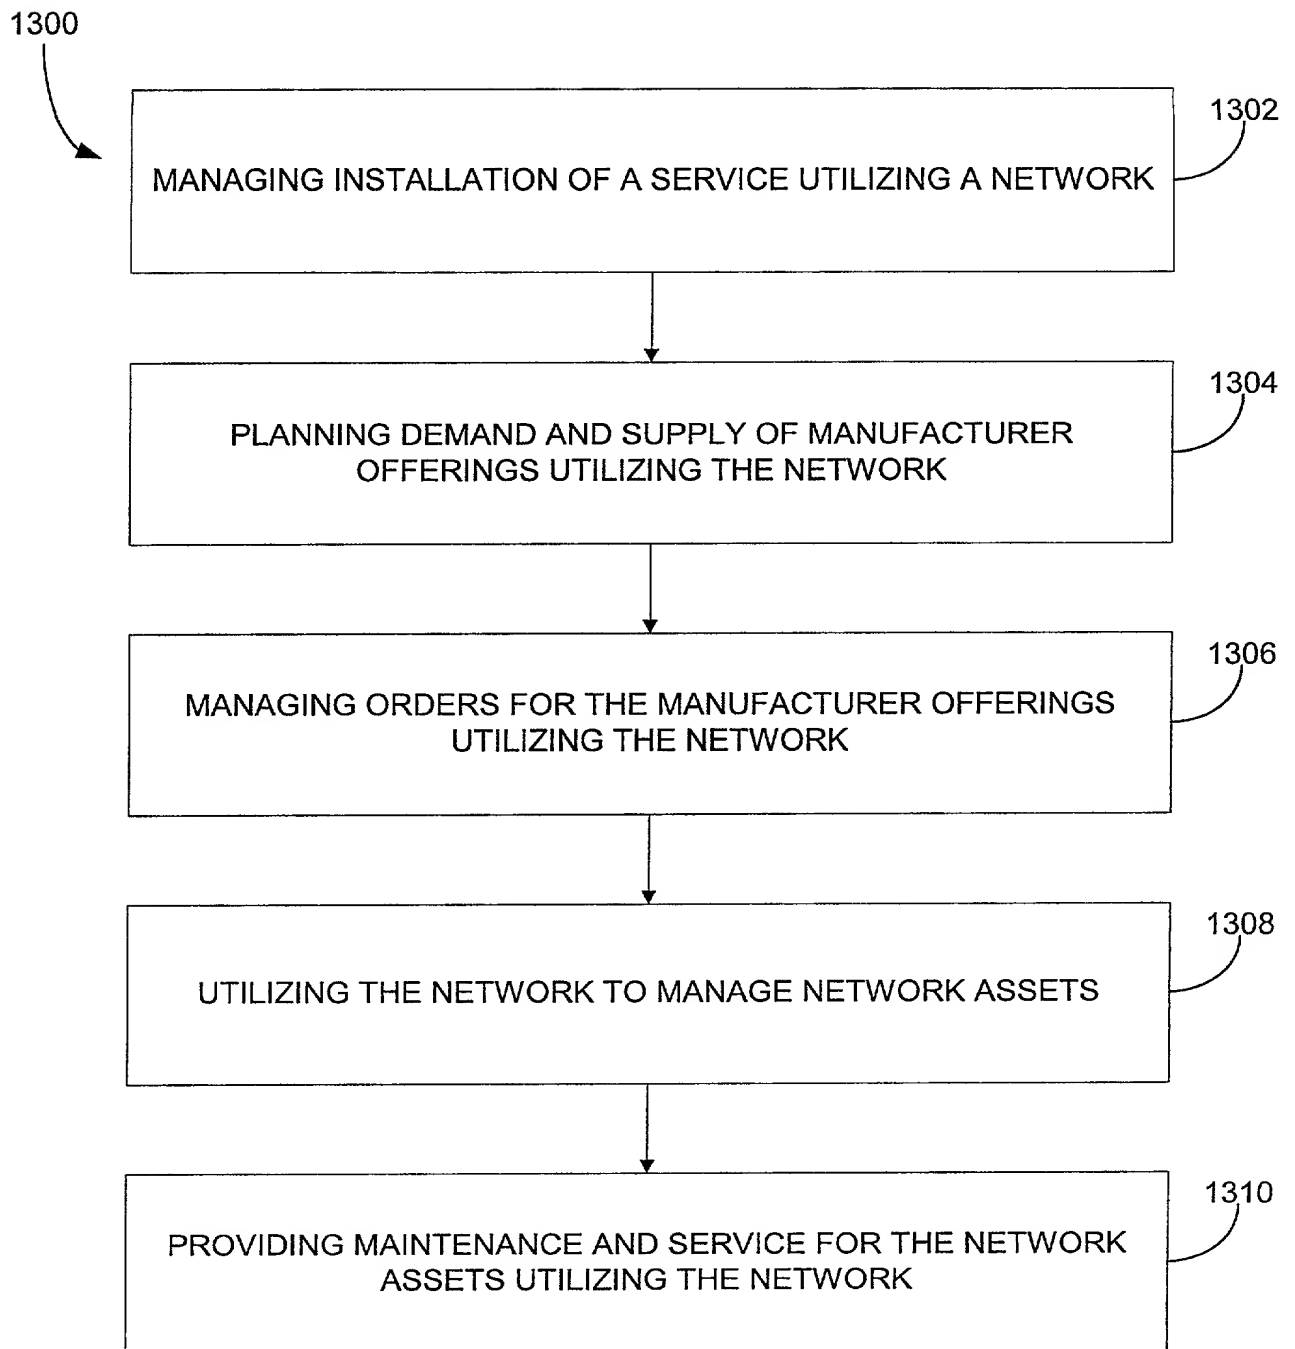 1300
1302
MANAGING INSTALLATION OF A SERVICE UTILIZING A NETWORK
1304
PLANNING DEMAND AND SUPPLY OF MANUFACTURER
OFFERINGS UTILIZING THE NETWORK
1306
MANAGING ORDERS FOR THE MANUFACTURER OFFERINGS
UTILIZING THE NETWORK
1308
UTILIZING THE NETWORK TO MANAGE NETWORK ASSETS
1310
PROVIDING MAINTENANCE AND SERVICE FOR THE NETWORK
ASSETS UTILIZING THE NETWORK